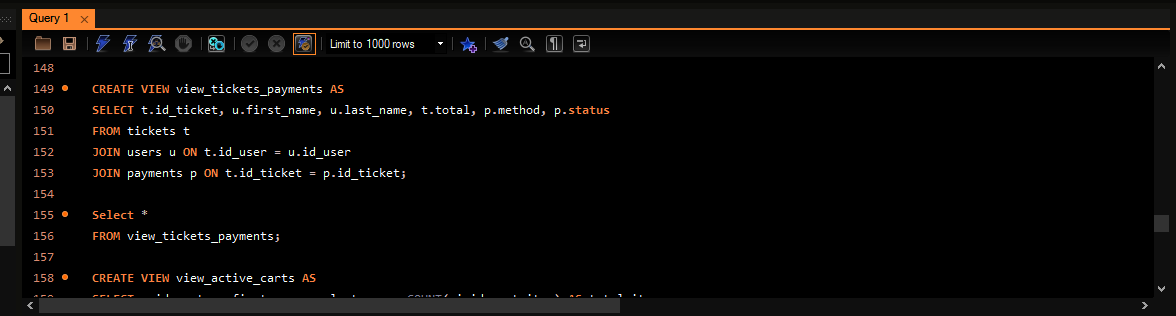 Query 1
Limit to 1000 rows
148
149 CREATE VIEW view_tickets_payments AS
150 SELECT t.id_ticket, u.first_name, u.last_name, t.total, p.method, p.status
151 FROM tickets t
152 JOIN users u ON t.id_user = u.id_user
153 JOIN payments p ON t.id_ticket = p.id_ticket;
154
155 Select *
156 FROM view_tickets_payments;
157
158 CREATE VIEW view_active_carts AS